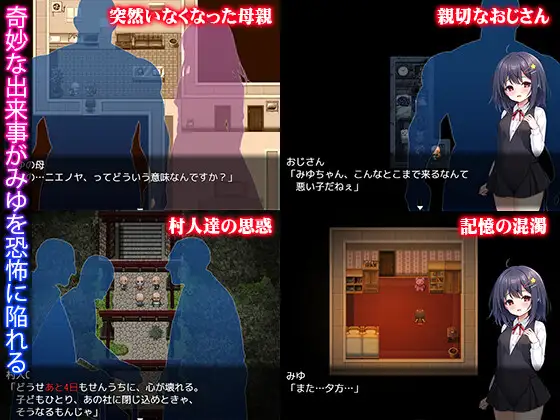 奇妙な出来事がみゆを恐怖に陥れる
突然いなくなった母親
の母
の…ニエノヤ、ってどういう意味なんですか？」
親切なおじさん
おじさん
「みゆちゃん、こんなとこまで来るなんて
悪い子だねぇ」
村人達の思惑
村人C
「どうせあと4日もせんうちに、心が壊れる。
子どもひとり、あの社に閉じ込めときゃ、
そうなるもんじゃ」
記憶の混濁
みゆ
「また…夕方…」